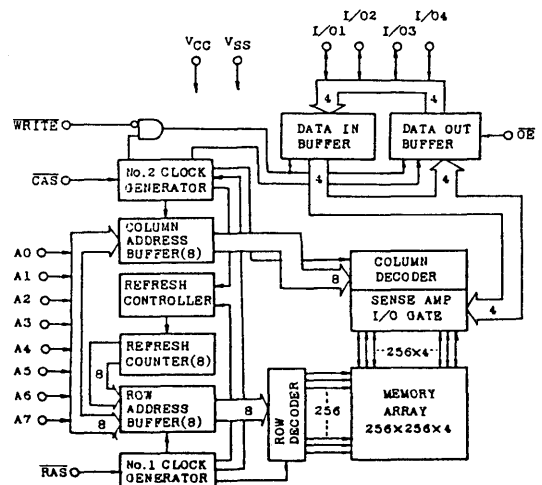 I/O2 I/O4
I/O1 I/O3
VCC VSS
4 4
WRITE
DATA IN
BUFFER
DATA OUT
BUFFER
OE
CAS
No.2 CLOCK
GENERATOR
4 4
COLUMN
ADDRESS
BUFFER(8)
A0
A1
A2
A3
A4
A5
A6
A7
8
COLUMN
DECODER
REFRESH
CONTROLLER
SENSE AMP
I/O GATE
4
REFRESH
COUNTER(8)
8
256×4
ROW
ADDRESS
BUFFER(8)
8
8
ROW
DECODER
256
MEMORY
ARRAY
256×256×4
RAS
No.1 CLOCK
GENERATOR